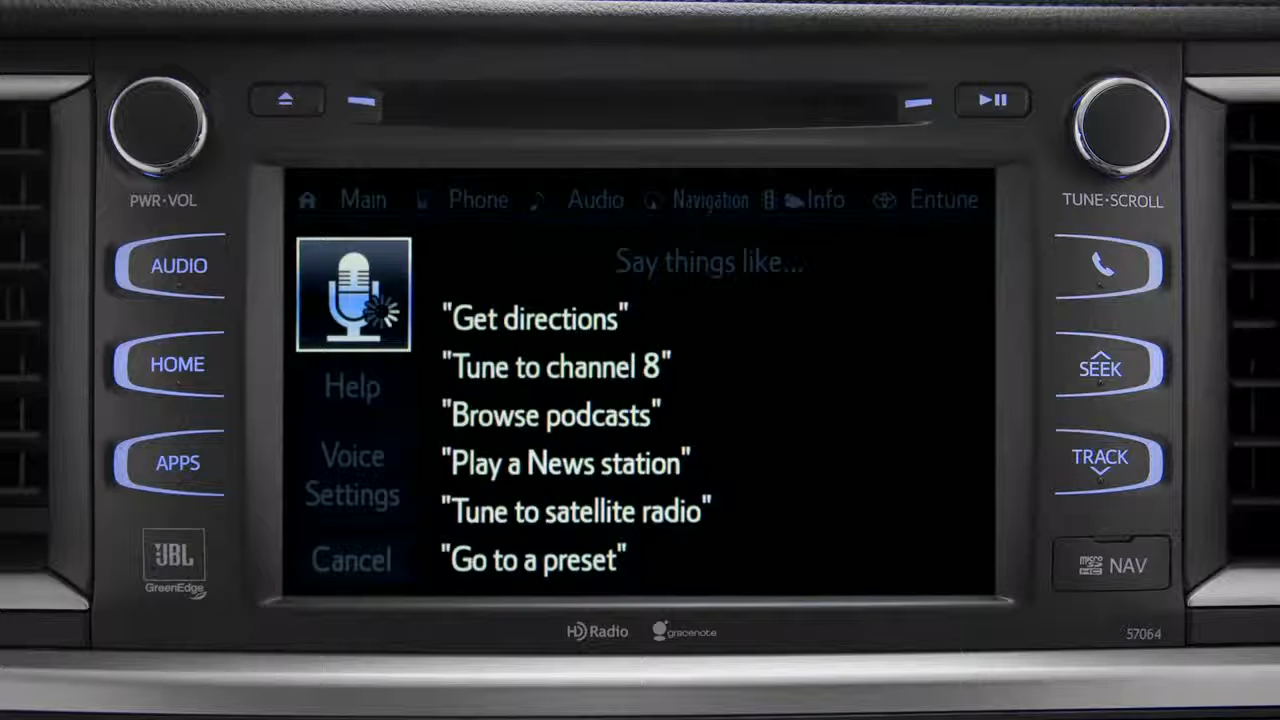 PWR·VOL
TUNE·SCROLL
Main Phone Audio Navigation Info Entune
AUDIO
HOME
APPS
Say things like...
"Get directions"
"Tune to channel 8"
"Browse podcasts"
"Play a News station"
"Tune to satellite radio"
"Go to a preset"
Help
Voice
Settings
Cancel
SEEK
TRACK
JBL
GreenEdge
micro
HC
NAV
HD Radio
gracenote
57064